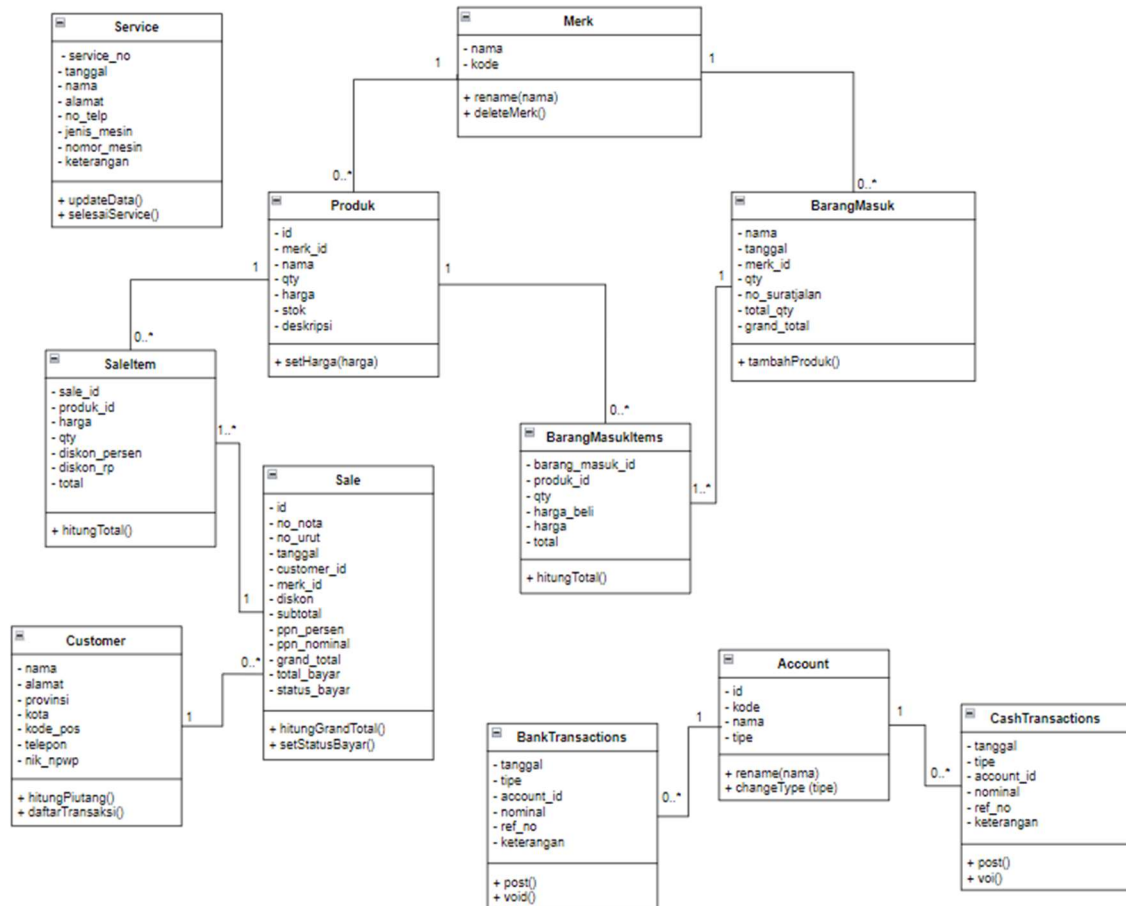 Service
- service_no
- tanggal
- nama
- alamat
- no_telp
- jenis_mesin
- nomor_mesin
- keterangan
+ updateData()
+ selesaiService()
Merk
- nama
- kode
+ rename(nama)
+ deleteMerk()
1
1
0..*
0..*
Produk
- id
- merk_id
- nama
- qty
- harga
- stok
- deskripsi
+ setHarga(harga)
1
1
BarangMasuk
- nama
- tanggal
- merk_id
- qty
- no_suratjalan
- total_qty
- grand_total
+ tambahProduk()
1
0..*
SaleItem
- sale_id
- produk_id
- harga
- qty
- diskon_persen
- diskon_rp
- total
+ hitungTotal()
1..*
0..*
BarangMasukItems
- barang_masuk_id
- produk_id
- qty
- harga_beli
- harga
- total
+ hitungTotal()
1..*
Sale
- id
- no_nota
- no_urut
- tanggal
- customer_id
- merk_id
- diskon
- subtotal
- ppn_persen
- ppn_nominal
- grand_total
- total_bayar
- status_bayar
+ hitungGrandTotal()
+ setStatusBayar()
1
0..*
Customer
- nama
- alamat
- provinsi
- kota
- kode_pos
- telepon
- nik_npwp
+ hitungPiutang()
+ daftarTransaksi()
1
Account
- id
- kode
- nama
- tipe
+ rename(nama)
+ changeType (tipe)
1
1
BankTransactions
- tanggal
- tipe
- account_id
- nominal
- ref_no
- keterangan
+ post()
+ void()
0..*
CashTransactions
- tanggal
- tipe
- account_id
- nominal
- ref_no
- keterangan
+ post()
+ voi()
0..*